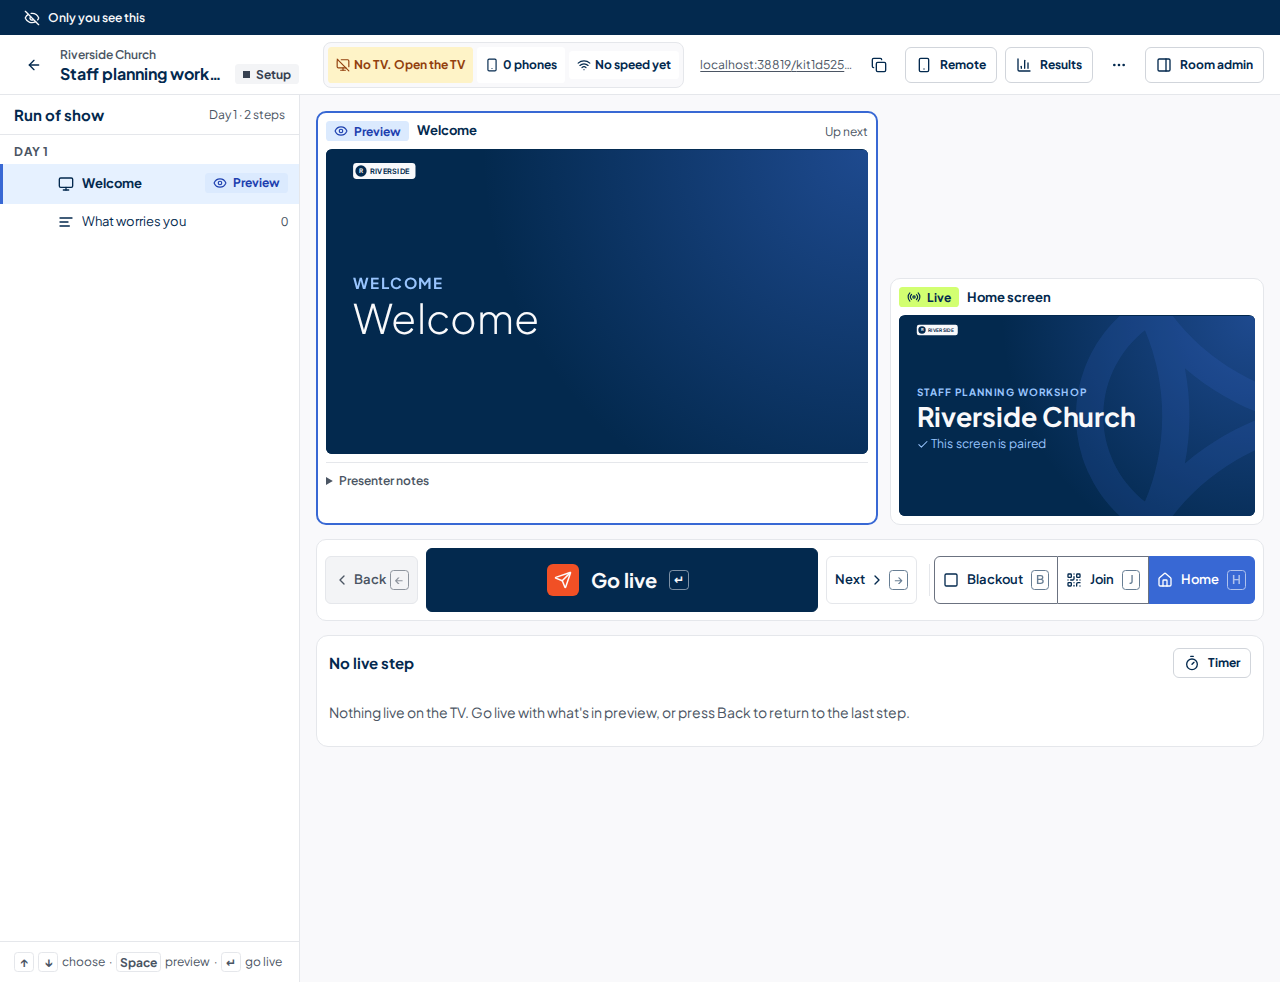 Only you see this
Riverside Church
Staff planning work...
Setup
No TV. Open the TV
0 phones
No speed yet
localhost:38819/kit1d525...
Remote
Results
Room admin
Run of show
Day 1 · 2 steps
DAY 1
Welcome
Preview
What worries you
0
Preview
Welcome
Up next
R RIVERSIDE
WELCOME
Welcome
Presenter notes
Live
Home screen
RIVERSIDE
STAFF PLANNING WORKSHOP
Riverside Church
✓ This screen is paired
Back ←
Go live ↵
Next →
Blackout B
Join J
Home H
No live step
Timer
Nothing live on the TV. Go live with what's in preview, or press Back to return to the last step.
↑ ↓ choose · Space preview · ↵ go live